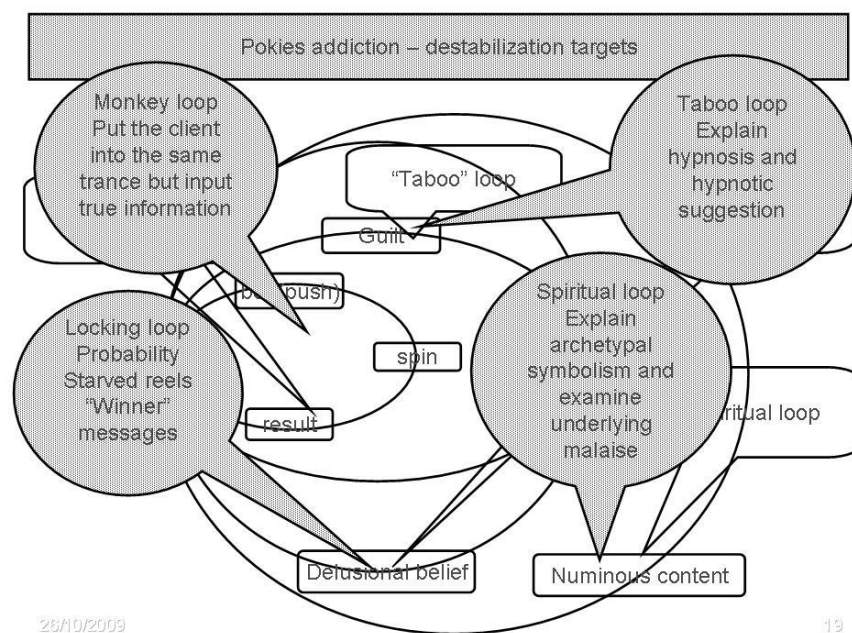 Pokies addiction – destabilization targets
Monkey loop
Put the client
into the same
trance but input
true information
Taboo loop
Explain
hypnosis and
hypnotic
suggestion
“Taboo” loop
Guilt
push)
Locking loop
Probability
Starved reels
“Winner”
messages
spin
result
Spiritual loop
Explain
archetypal
symbolism and
examine
underlying
malaise
ritual loop
Delusional belief
Numinous content
26/10/2009
19